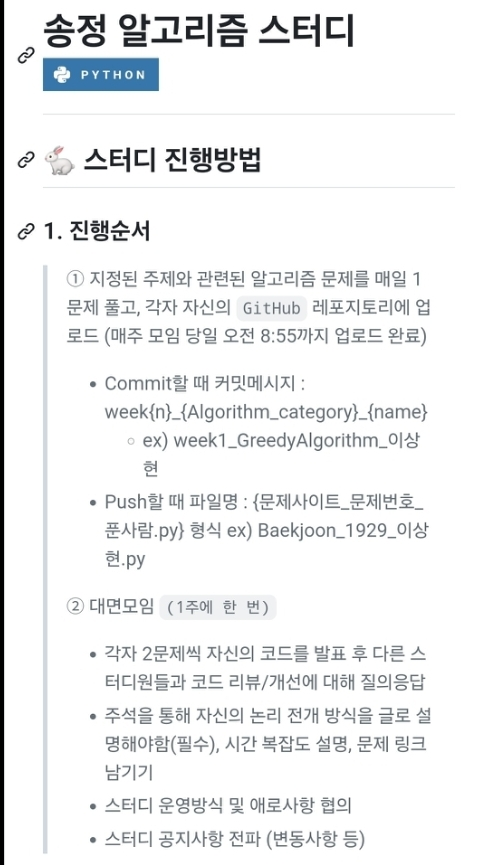 송정 알고리즘 스터디
PYTHON
스터디 진행방법
1. 진행순서
① 지정된 주제와 관련된 알고리즘 문제를 매일 1
문제 풀고, 각자 자신의 GitHub 레포지토리에 업
로드 (매주 모임 당일 오전 8:55까지 업로드 완료)
• Commit할 때 커밋메시지 :
week{n}_{Algorithm_category}_{name}
◦ ex) week1_GreedyAlgorithm_이상
현
• Push할 때 파일명 : {문제사이트_문제번호_
푼사람.py} 형식 ex) Baekjoon_1929_이상
현.py
② 대면모임 (1주에 한 번)
• 각자 2문제씩 자신의 코드를 발표 후 다른 스
터디원들과 코드 리뷰/개선에 대해 질의응답
• 주석을 통해 자신의 논리 전개 방식을 글로 설
명해야함(필수), 시간 복잡도 설명, 문제 링크
남기기
• 스터디 운영방식 및 애로사항 협의
• 스터디 공지사항 전파 (변동사항 등)